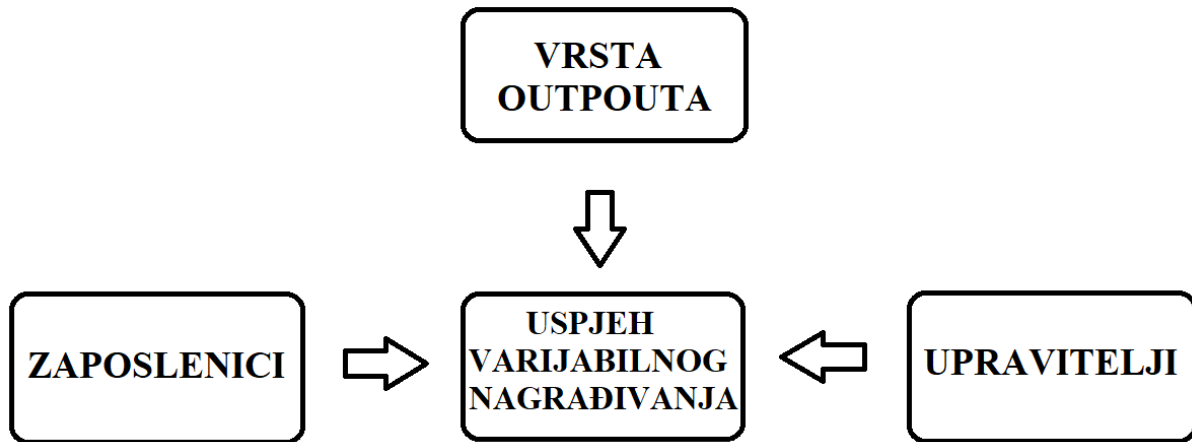 VRSTA
OUTPOUTA
ZAPOSLENICI
USPJEH
VARIJABILNOG
NAGRAĐIVANJA
UPRAVITELJI